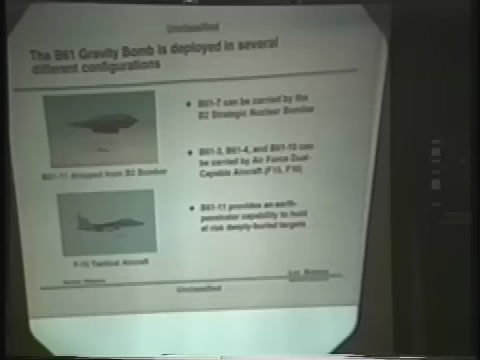 Unclassified
The B61 Gravity Bomb is deployed in several
different configurations
B61-11 dropped from B2 Bomber
F-15 Tactical Aircraft
• B61-7 can be carried by the
B2 Strategic Nuclear Bomber
• B61-3, B61-4, and B61-10 can
be carried by Air Force Dual-
Capable Aircraft (F15, F16)
• B61-11 provides an earth-
penetrator capability to hold
at risk deeply-buried targets
Los Alamos
Unclassified